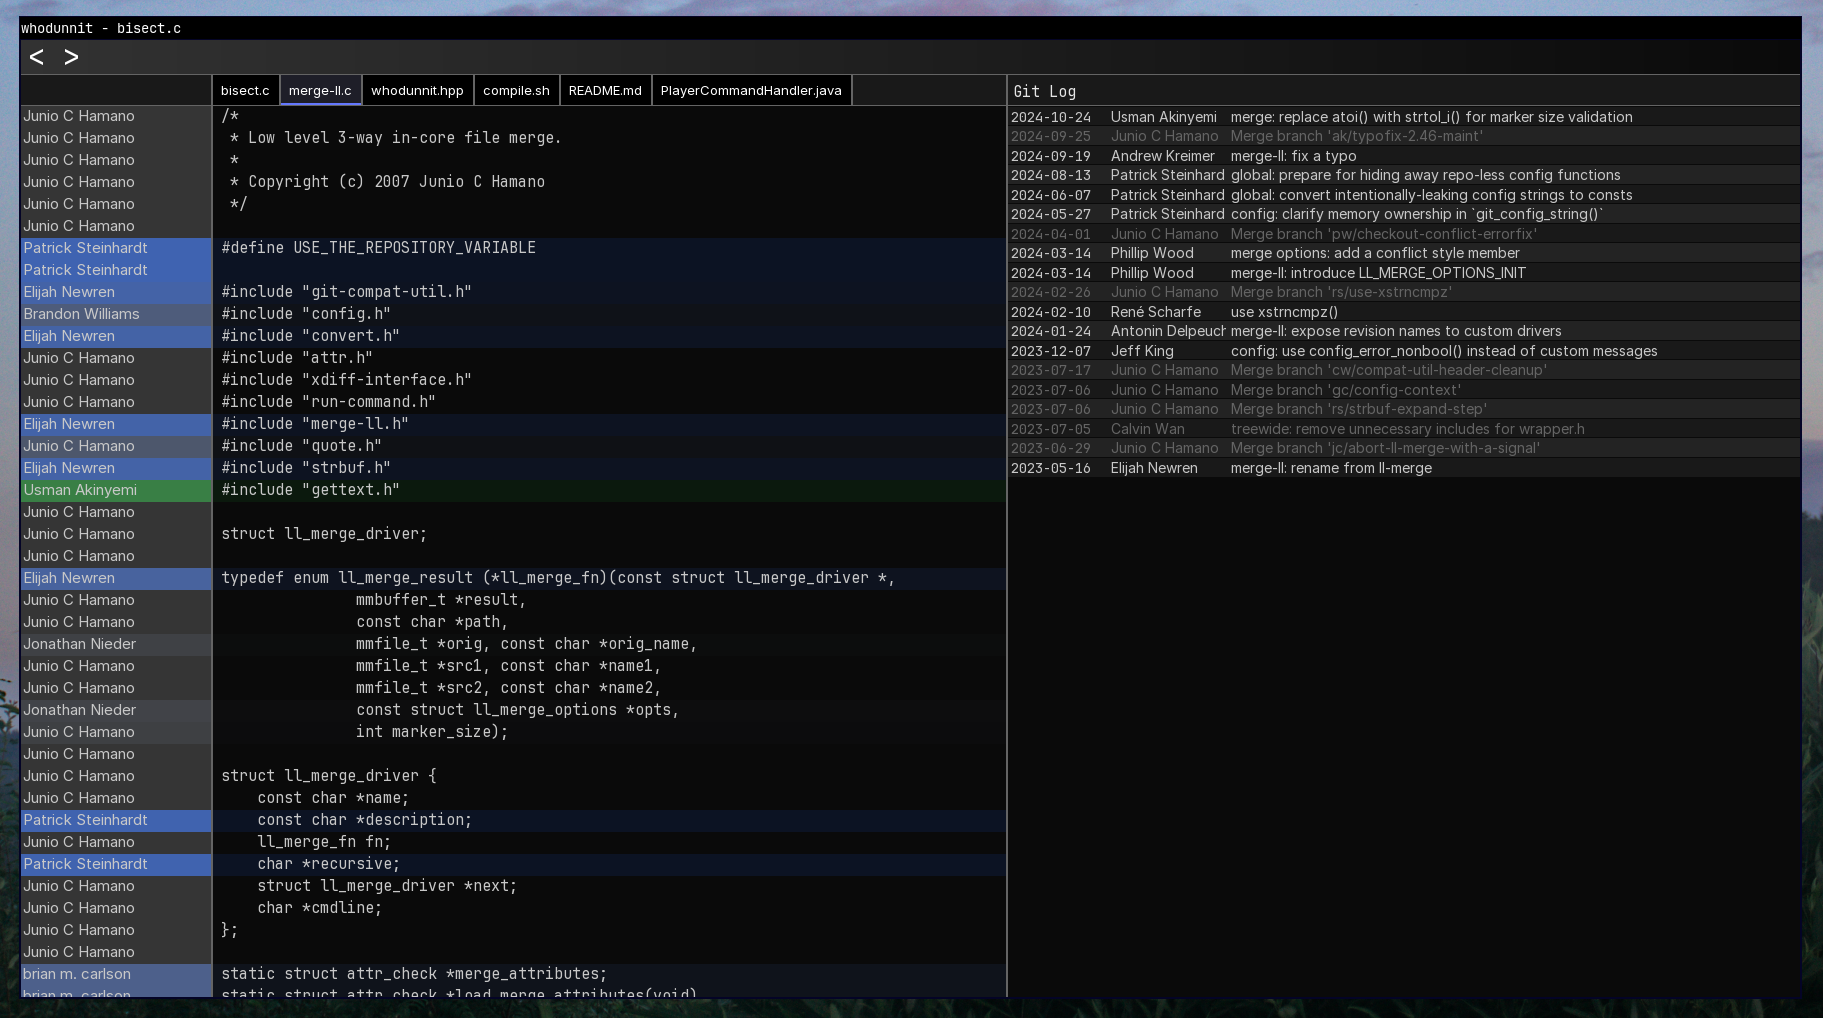 whodunnit - bisect.c
< >
bisect.c merge-ll.c whodunnit.hpp compile.sh README.md PlayerCommandHandler.java
Junio C Hamano /*
Junio C Hamano  * Low level 3-way in-core file merge.
Junio C Hamano  *
Junio C Hamano  * Copyright (c) 2007 Junio C Hamano
Junio C Hamano  */
Junio C Hamano
Patrick Steinhardt #define USE_THE_REPOSITORY_VARIABLE
Patrick Steinhardt
Elijah Newren #include "git-compat-util.h"
Brandon Williams #include "config.h"
Elijah Newren #include "convert.h"
Junio C Hamano #include "attr.h"
Junio C Hamano #include "xdiff-interface.h"
Junio C Hamano #include "run-command.h"
Elijah Newren #include "merge-ll.h"
Junio C Hamano #include "quote.h"
Elijah Newren #include "strbuf.h"
Usman Akinyemi #include "gettext.h"
Junio C Hamano
Junio C Hamano struct ll_merge_driver;
Junio C Hamano
Elijah Newren typedef enum ll_merge_result (*ll_merge_fn)(const struct ll_merge_driver *,
Junio C Hamano mmbuffer_t *result,
Junio C Hamano const char *path,
Jonathan Nieder mmfile_t *orig, const char *orig_name,
Junio C Hamano mmfile_t *src1, const char *name1,
Junio C Hamano mmfile_t *src2, const char *name2,
Jonathan Nieder const struct ll_merge_options *opts,
Junio C Hamano int marker_size);
Junio C Hamano
Junio C Hamano struct ll_merge_driver {
Junio C Hamano const char *name;
Patrick Steinhardt const char *description;
Junio C Hamano ll_merge_fn fn;
Patrick Steinhardt char *recursive;
Junio C Hamano struct ll_merge_driver *next;
Junio C Hamano char *cmdline;
Junio C Hamano };
Junio C Hamano
brian m. carlson static struct attr_check *merge_attributes;
brian m. carlson static struct attr_check *load_merge_attributes(void)
Git Log
2024-10-24 Usman Akinyemi merge: replace atoi() with strtol_i() for marker size validation
2024-09-25 Junio C Hamano Merge branch 'ak/typofix-2.46-maint'
2024-09-19 Andrew Kreimer merge-ll: fix a typo
2024-08-13 Patrick Steinhard global: prepare for hiding away repo-less config functions
2024-06-07 Patrick Steinhard global: convert intentionally-leaking config strings to consts
2024-05-27 Patrick Steinhard config: clarify memory ownership in `git_config_string()`
2024-04-01 Junio C Hamano Merge branch 'pw/checkout-conflict-errorfix'
2024-03-14 Phillip Wood merge options: add a conflict style member
2024-03-14 Phillip Wood merge-ll: introduce LL_MERGE_OPTIONS_INIT
2024-02-26 Junio C Hamano Merge branch 'rs/use-xstrncmpz'
2024-02-10 René Scharfe use xstrncmpz()
2024-01-24 Antonin Delpeuch merge-ll: expose revision names to custom drivers
2023-12-07 Jeff King config: use config_error_nonbool() instead of custom messages
2023-07-17 Junio C Hamano Merge branch 'cw/compat-util-header-cleanup'
2023-07-06 Junio C Hamano Merge branch 'gc/config-context'
2023-07-06 Junio C Hamano Merge branch 'rs/strbuf-expand-step'
2023-07-05 Calvin Wan treewide: remove unnecessary includes for wrapper.h
2023-06-29 Junio C Hamano Merge branch 'jc/abort-ll-merge-with-a-signal'
2023-05-16 Elijah Newren merge-ll: rename from ll-merge